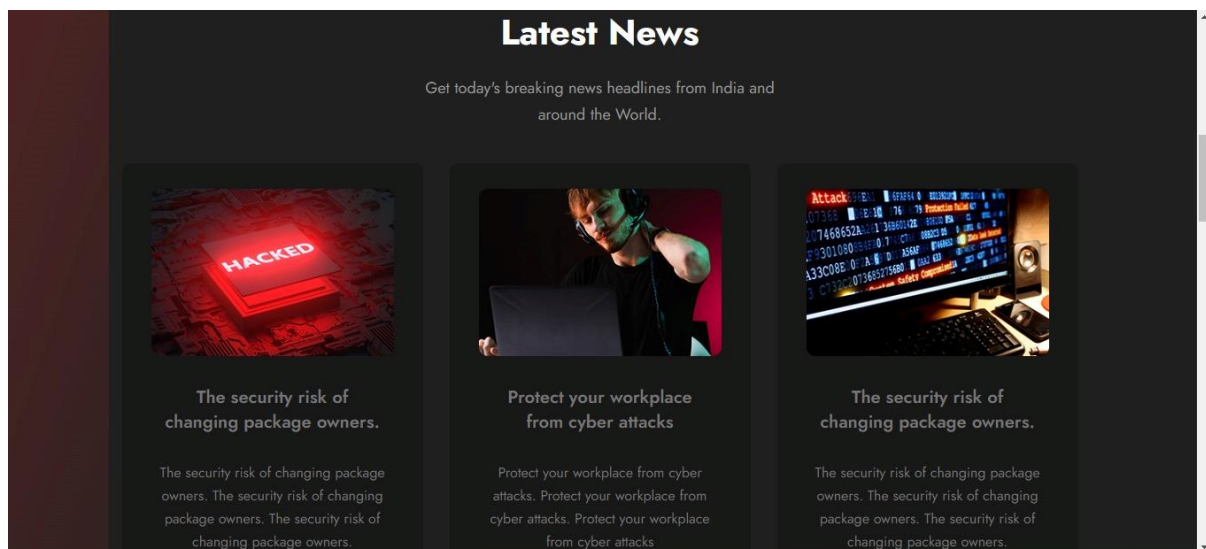 Latest News
Get today's breaking news headlines from India and
around the World.
HACKED
Attack
Protection Failed
System Safety Compromised
The security risk of
changing package owners.
Protect your workplace
from cyber attacks
The security risk of
changing package owners.
The security risk of changing package
owners. The security risk of changing
package owners. The security risk of
changing package owners.
Protect your workplace from cyber
attacks. Protect your workplace from
cyber attacks. Protect your workplace
from cyber attacks
The security risk of changing package
owners. The security risk of changing
package owners. The security risk of
changing package owners.